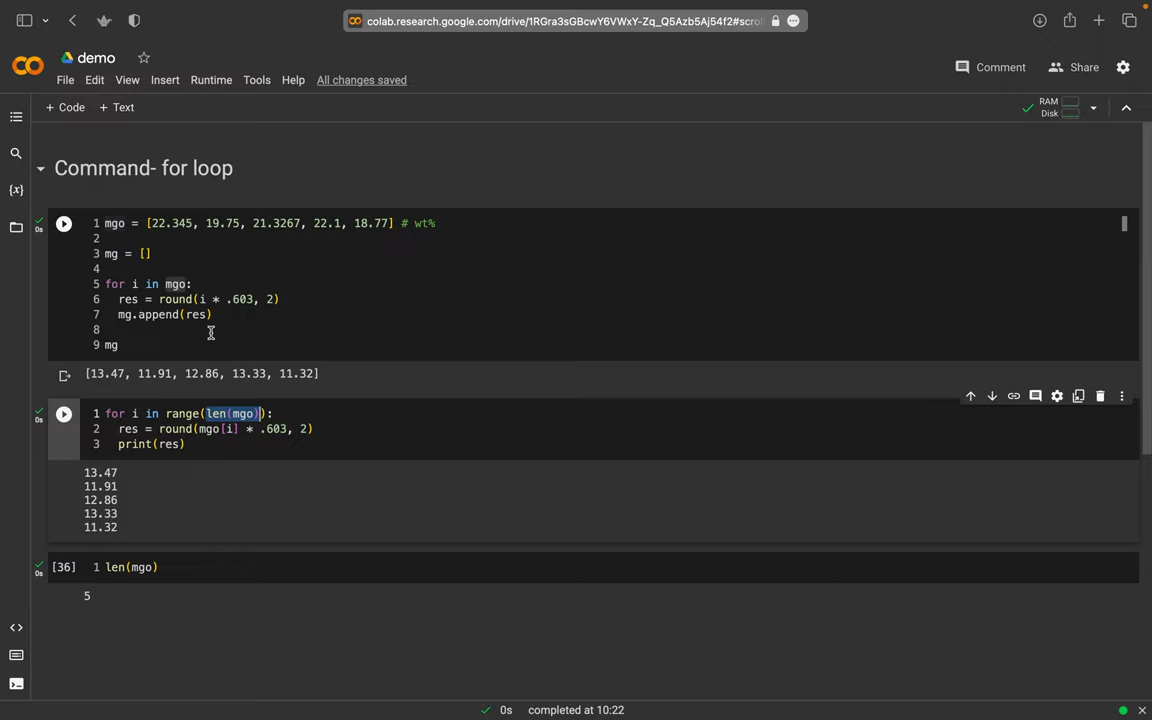 colab.research.google.com/drive/1RGra3sGBcwY6VWxY-Zq_Q5Azb5Aj54f2#scrol
demo
File Edit View Insert Runtime Tools Help All changes saved
Comment Share
+ Code + Text
RAM
Disk
Command- for loop
0s
1 mgo = [22.345, 19.75, 21.3267, 22.1, 18.77] # wt%
2
3 mg = []
4
5 for i in mgo:
6 res = round(i * .603, 2)
7 mg.append(res)
8
9 mg
[13.47, 11.91, 12.86, 13.33, 11.32]
0s
1 for i in range(len(mgo)):
2 res = round(mgo[i] * .603, 2)
3 print(res)
13.47
11.91
12.86
13.33
11.32
0s
[36] 1 len(mgo)
5
0s completed at 10:22